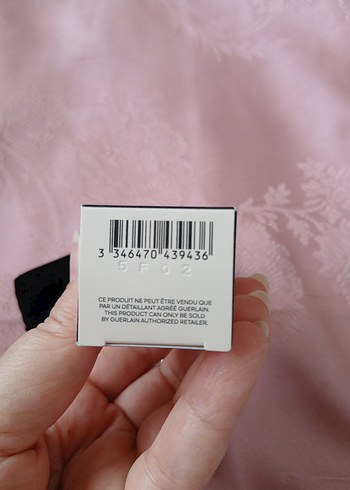 3 346470 439436
5F02
CE PRODUIT NE PEUT ÊTRE VENDU QUE
PAR UN DÉTAILLANT AGRÉÉ GUERLAIN.
THIS PRODUCT CAN ONLY BE SOLD
BY GUERLAIN AUTHORIZED RETAILER.